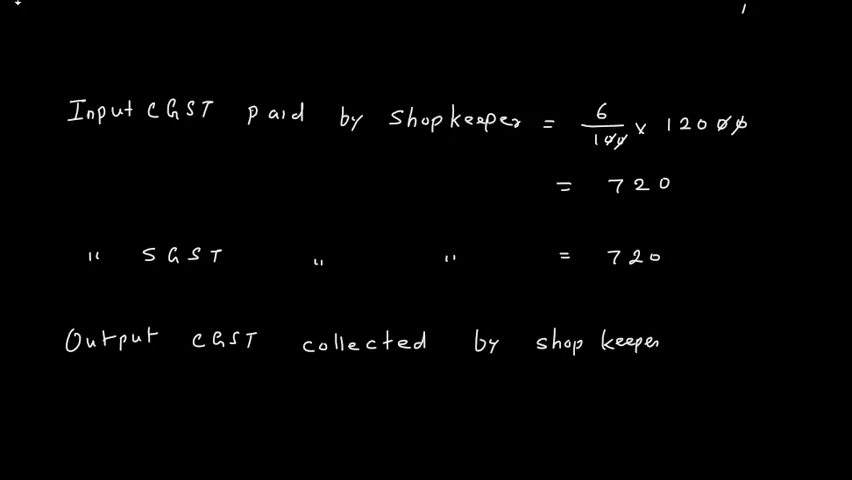 Input CGST paid by shopkeeper = 6/100 x 12000
= 720
" SGST " " = 720
Output CGST collected by shop keeper